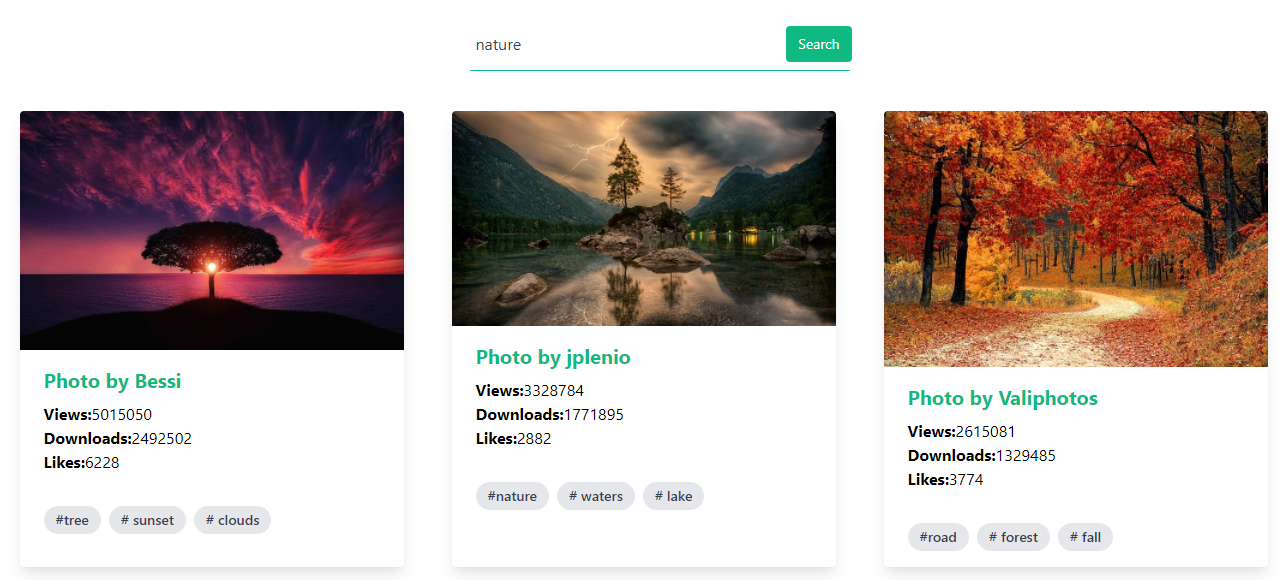 nature
Search
Photo by Bessi
Views:5015050
Downloads:2492502
Likes:6228
#tree # sunset # clouds
Photo by jplenio
Views:3328784
Downloads:1771895
Likes:2882
#nature # waters # lake
Photo by Valiphotos
Views:2615081
Downloads:1329485
Likes:3774
#road # forest # fall